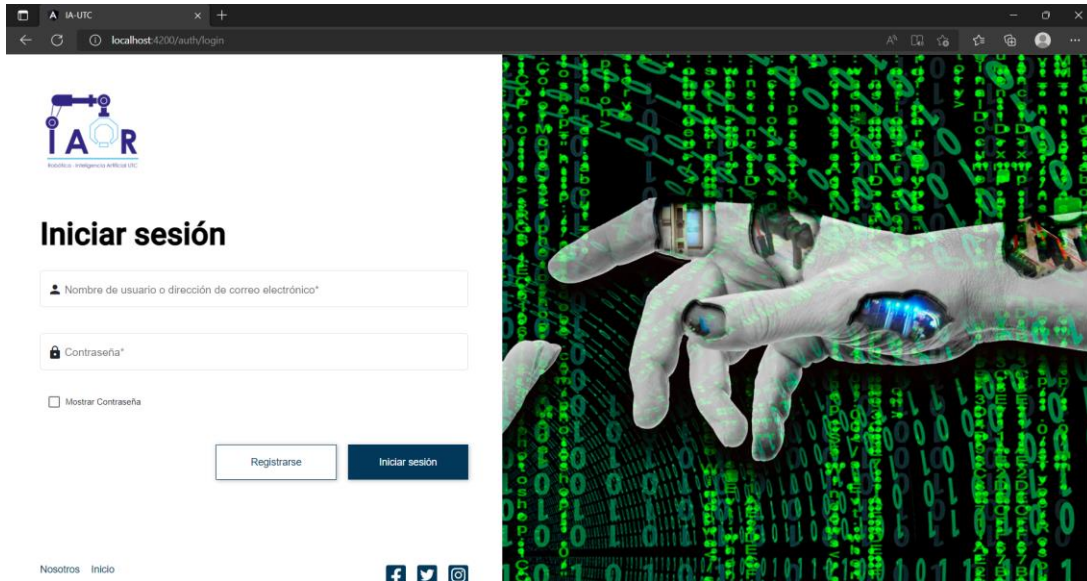 IA-UTC
localhost:4200/auth/login
IAR
Robótica - Inteligencia Artificial UTC
Iniciar sesión
Nombre de usuario o dirección de correo electrónico*
Contraseña*
Mostrar Contraseña
Registrarse Iniciar sesión
Nosotros Inicio